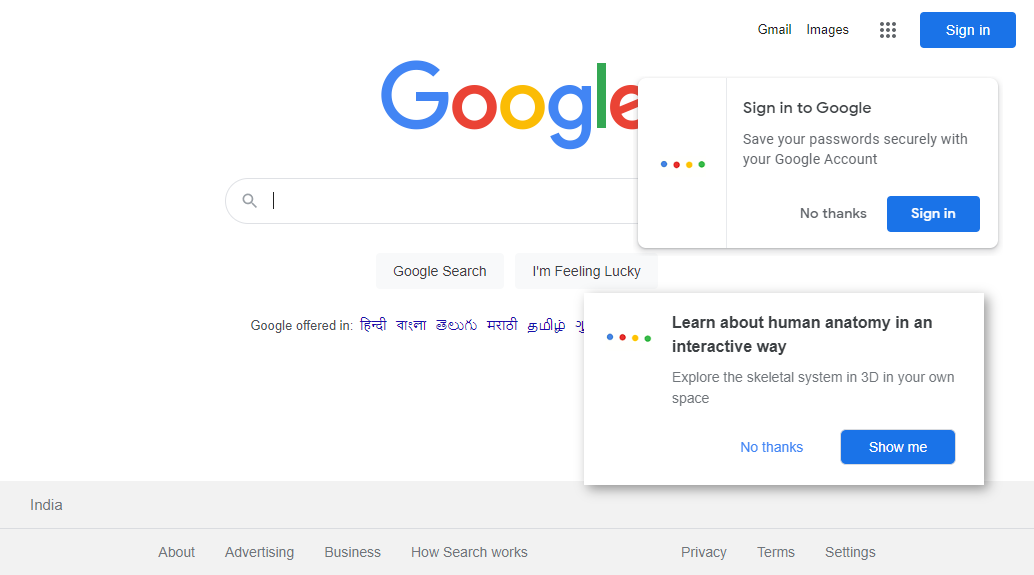 Gmail Images
Sign in
Google
Sign in to Google
Save your passwords securely with
your Google Account
No thanks
Sign in
Google Search
I'm Feeling Lucky
Google offered in: हिन्दी বাংলা తెలుగు मराठी தமிழ்
Learn about human anatomy in an
interactive way
Explore the skeletal system in 3D in your own
space
No thanks
Show me
India
About Advertising Business How Search works Privacy Terms Settings